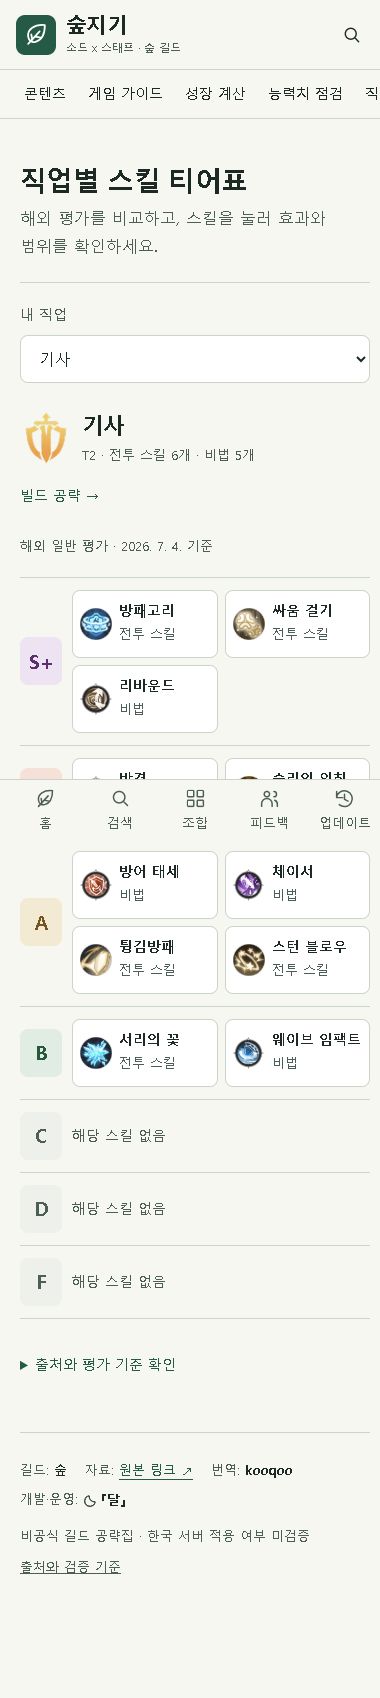 숲지기
소드 x 스태프 · 숲 길드
콘텐츠 게임 가이드 성장 계산 능력치 점검 직
직업별 스킬 티어표
해외 평가를 비교하고, 스킬을 눌러 효과와
범위를 확인하세요.
내 직업
기사
기사
T2 · 전투 스킬 6개 · 비법 5개
빌드 공략 →
해외 일반 평가 · 2026. 7. 4. 기준
S+
방패고리
전투 스킬
싸움 걸기
전투 스킬
리바운드
비법
홈 검색 조합 피드백 업데이트
A
방어 태세
비법
체이서
비법
튕김방패
전투 스킬
스턴 블로우
전투 스킬
B
서리의 꽃
전투 스킬
웨이브 임팩트
비법
C 해당 스킬 없음
D 해당 스킬 없음
F 해당 스킬 없음
▶ 출처와 평가 기준 확인
길드: 숲 자료: 원본 링크 ↗ 번역: kooqoo
개발·운영: 『달』
비공식 길드 공략집 · 한국 서버 적용 여부 미검증
출처와 검증 기준